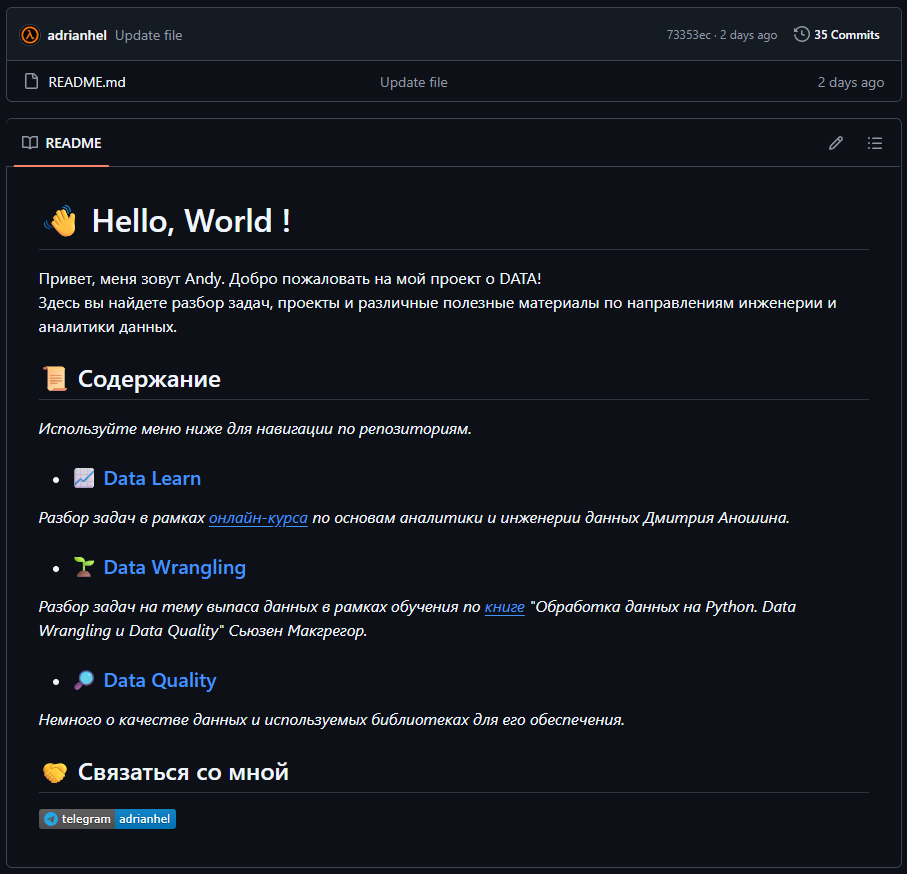 adrianhel Update file 73353ec · 2 days ago 35 Commits
README.md Update file 2 days ago
README
Hello, World !
Привет, меня зовут Andy. Добро пожаловать на мой проект о DATA!
Здесь вы найдете разбор задач, проекты и различные полезные материалы по направлениям инженерии и
аналитики данных.
Содержание
Используйте меню ниже для навигации по репозиториям.
Data Learn
Разбор задач в рамках онлайн-курса по основам аналитики и инженерии данных Дмитрия Аношина.
Data Wrangling
Разбор задач на тему выпаса данных в рамках обучения по книге "Обработка данных на Python. Data
Wrangling и Data Quality" Сьюзен Макгрегор.
Data Quality
Немного о качестве данных и используемых библиотеках для его обеспечения.
Связаться со мной
telegram adrianhel